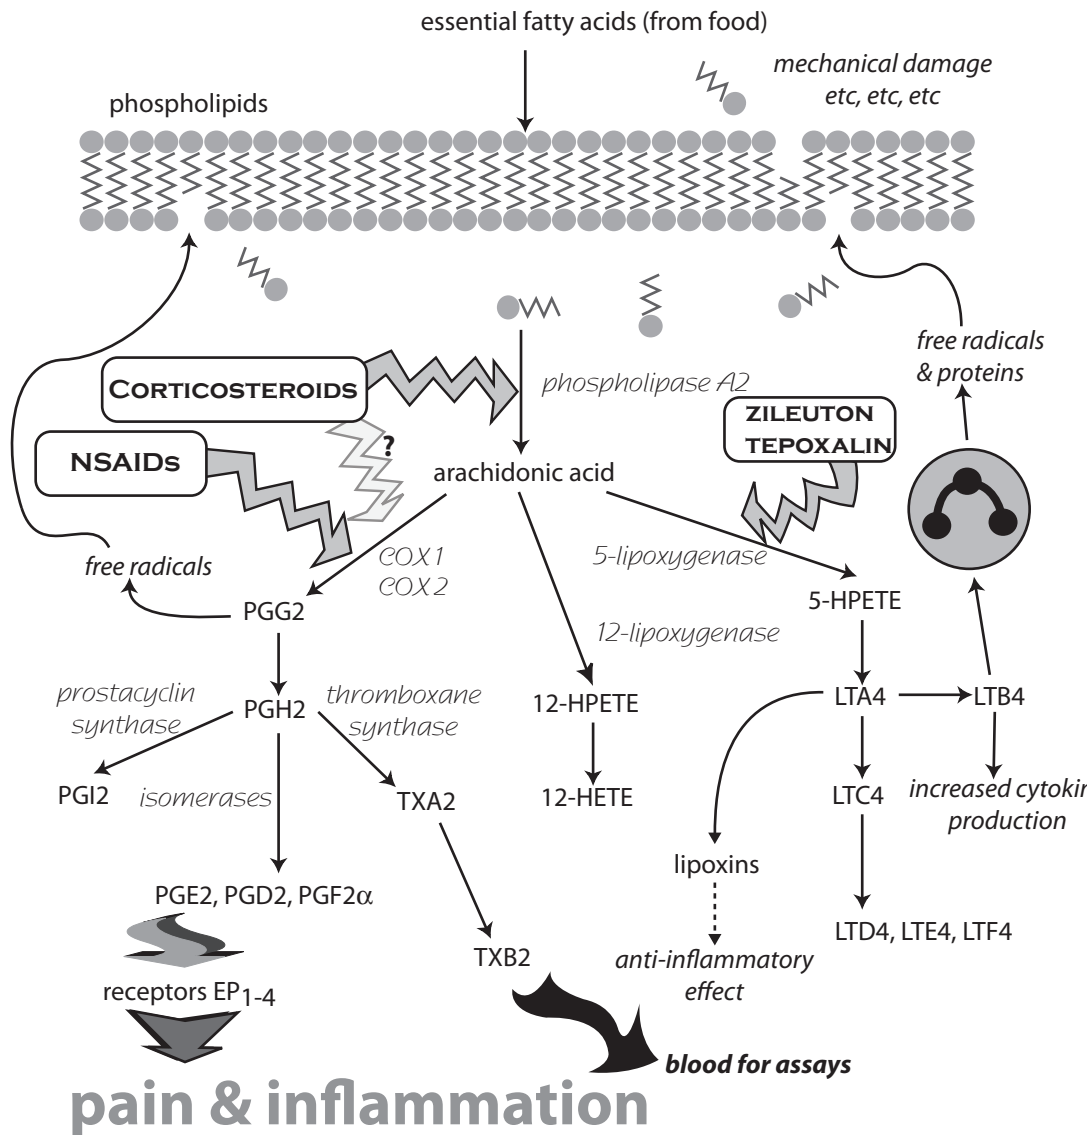 essential fatty acids (from food)
mechanical damage
etc, etc, etc
phospholipids
free radicals
& proteins
CORTICOSTEROIDS
phospholipase A2
ZILEUTON
TEPOXALIN
?
NSAIDs
arachidonic acid
COX1
COX2
5-lipoxygenase
free radicals
PGG2
5-HPETE
12-lipoxygenase
prostacyclin
synthase
PGH2
thromboxane
synthase
12-HPETE
LTA4
LTB4
PGI2
isomerases
TXA2
12-HETE
LTC4
increased cytokin
production
lipoxins
PGE2, PGD2, PGF2α
LTD4, LTE4, LTF4
TXB2
anti-inflammatory
effect
receptors EP1-4
blood for assays
pain & inflammation